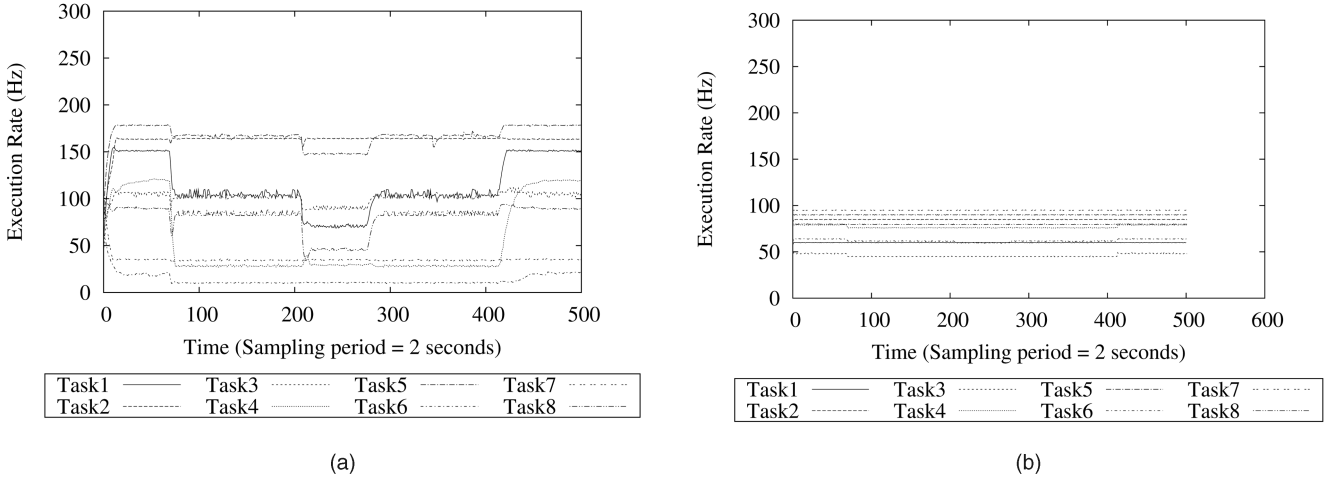 300
250
200
150
100
50
0
Execution Rate (Hz)
0 100 200 300 400 500
Time (Sampling period = 2 seconds)
Task1 Task3 Task5 Task7
Task2 Task4 Task6 Task8
(a)
300
250
200
150
100
50
0
Execution Rate (Hz)
0 100 200 300 400 500 600
Time (Sampling period = 2 seconds)
Task1 Task3 Task5 Task7
Task2 Task4 Task6 Task8
(b)